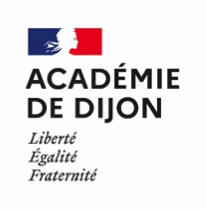 ACADÉMIE
DE DIJON
Liberté
Égalité
Fraternité